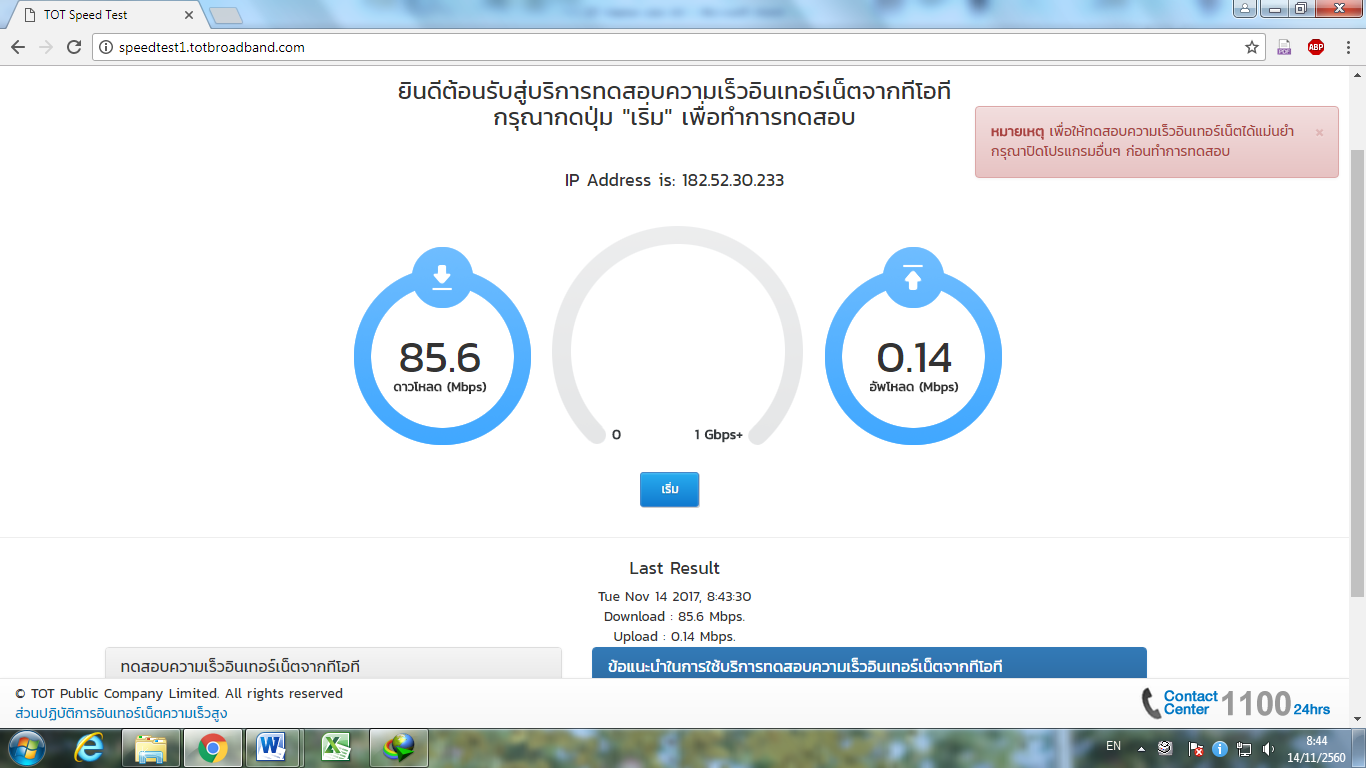 TOT Speed Test
speedtest1.totbroadband.com
PDF
ABP
ยินดีต้อนรับสู่บริการทดสอบความเร็วอินเทอร์เน็ตจากทีโอที
กรุณากดปุ่ม "เริ่ม" เพื่อทำการทดสอบ
หมายเหตุ เพื่อให้ทดสอบความเร็วอินเทอร์เน็ตได้แม่นยำ
กรุณาปิดโปรแกรมอื่นๆ ก่อนทำการทดสอบ
IP Address is: 182.52.30.233
85.6
ดาวโหลด (Mbps)
0
1 Gbps+
0.14
อัพโหลด (Mbps)
เริ่ม
Last Result
Tue Nov 14 2017, 8:43:30
Download : 85.6 Mbps.
Upload : 0.14 Mbps.
ทดสอบความเร็วอินเทอร์เน็ตจากทีโอที
ข้อแนะนำในการใช้บริการทดสอบความเร็วอินเทอร์เน็ตจากทีโอที
© TOT Public Company Limited. All rights reserved
ส่วนปฏิบัติการอินเทอร์เน็ตความเร็วสูง
Contact Center 1100 24hrs
EN
8:44
14/11/2560